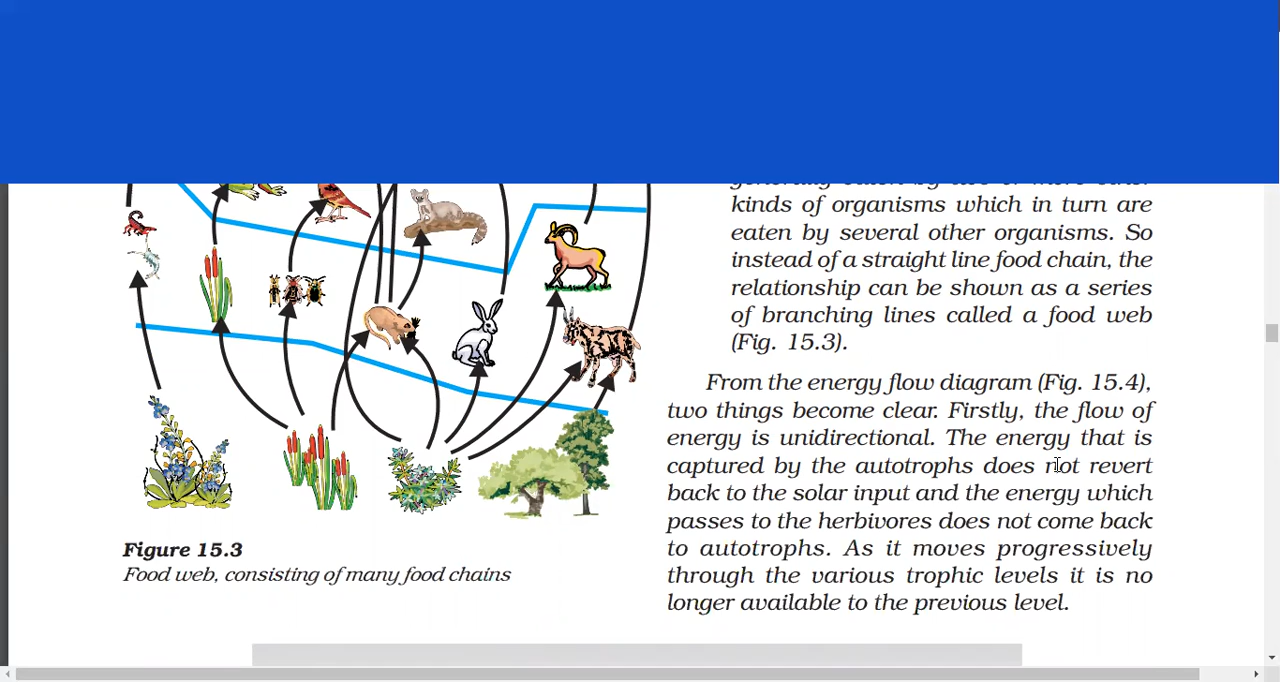 kinds of organisms which in turn are
eaten by several other organisms. So
instead of a straight line food chain, the
relationship can be shown as a series
of branching lines called a food web
(Fig. 15.3).
From the energy flow diagram (Fig. 15.4),
two things become clear. Firstly, the flow of
energy is unidirectional. The energy that is
captured by the autotrophs does not revert
back to the solar input and the energy which
passes to the herbivores does not come back
to autotrophs. As it moves progressively
through the various trophic levels it is no
longer available to the previous level.
Figure 15.3
Food web, consisting of many food chains